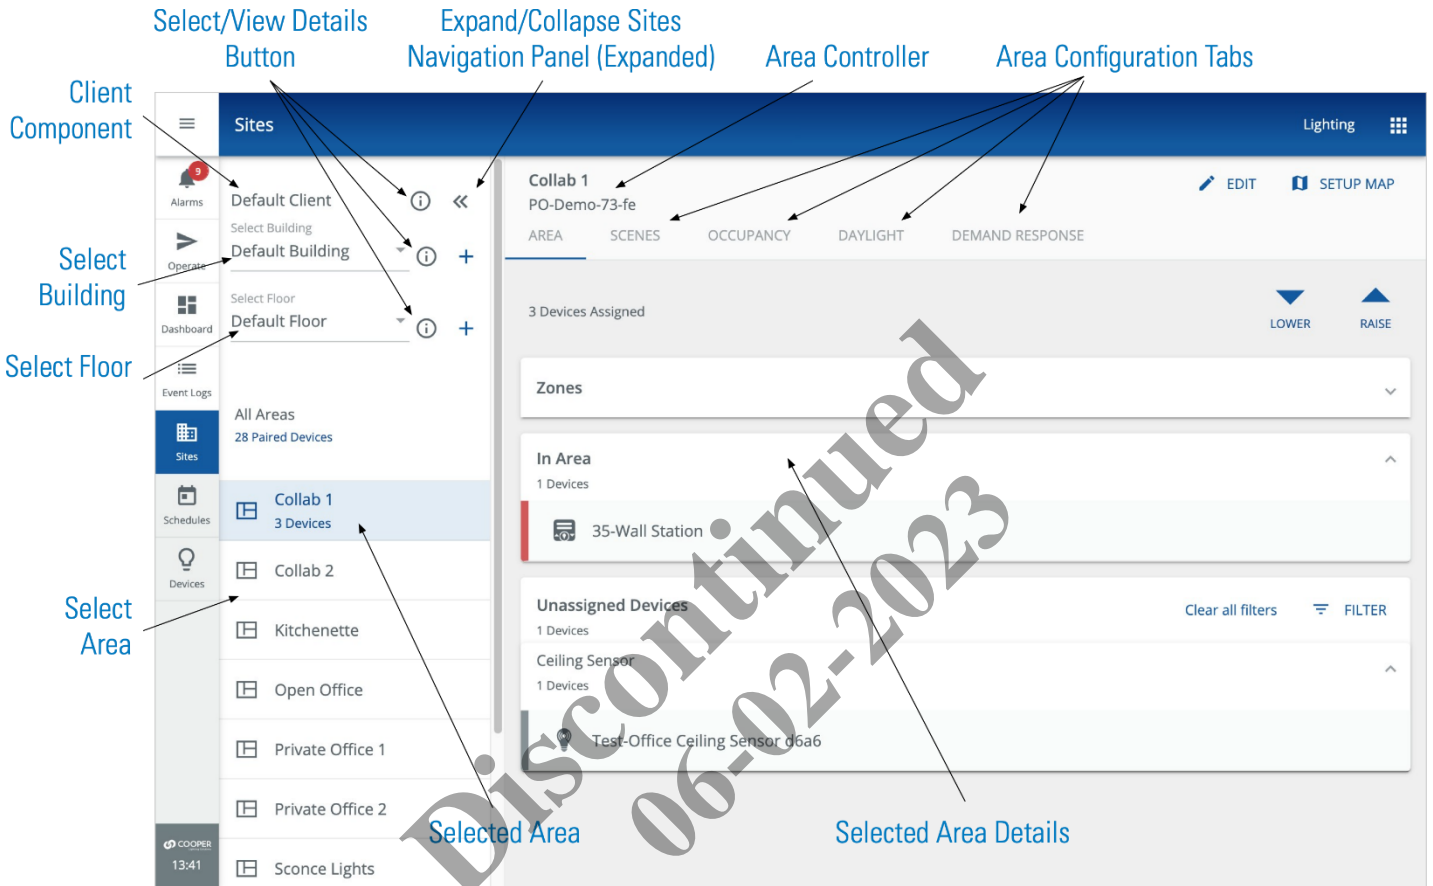 Select/View Details
Button
Expand/Collapse Sites
Navigation Panel (Expanded)
Area Controller
Area Configuration Tabs
Client
Component
Select
Building
Select Floor
Select
Area
Sites
Lighting
9
Alarms
Operate
Dashboard
Event Logs
Sites
Schedules
Devices
COOPER
13:41
Default Client
Select Building
Default Building
Select Floor
Default Floor
All Areas
28 Paired Devices
Collab 1
3 Devices
Collab 2
Kitchenette
Open Office
Private Office 1
Private Office 2
Sconce Lights
Collab 1
PO-Demo-73-fe
EDIT
SETUP MAP
AREA SCENES OCCUPANCY DAYLIGHT DEMAND RESPONSE
3 Devices Assigned
LOWER
RAISE
Zones
In Area
1 Devices
35-Wall Station
Unassigned Devices
1 Devices
Clear all filters
FILTER
Ceiling Sensor
1 Devices
Test-Office Ceiling Sensor d6a6
Selected Area
Selected Area Details
Discontinued
06-02-2023